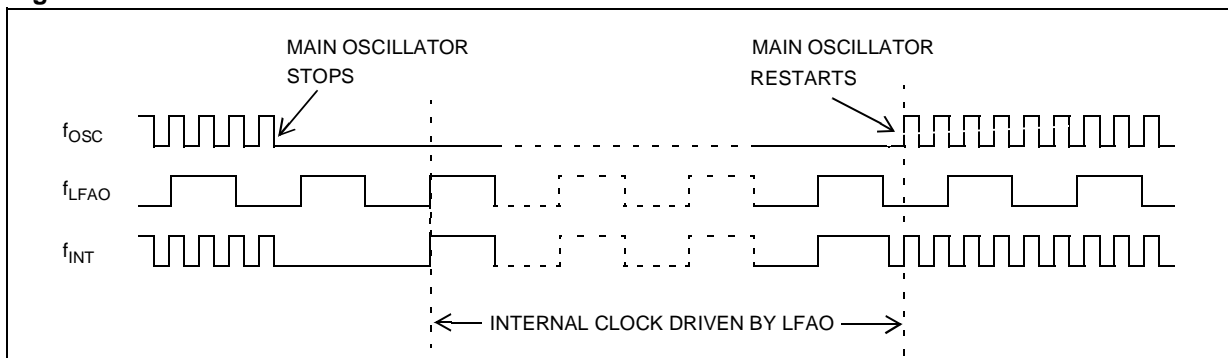 MAIN OSCILLATOR
STOPS
MAIN OSCILLATOR
RESTARTS
fOSC
fLFAO
fINT
INTERNAL CLOCK DRIVEN BY LFAO